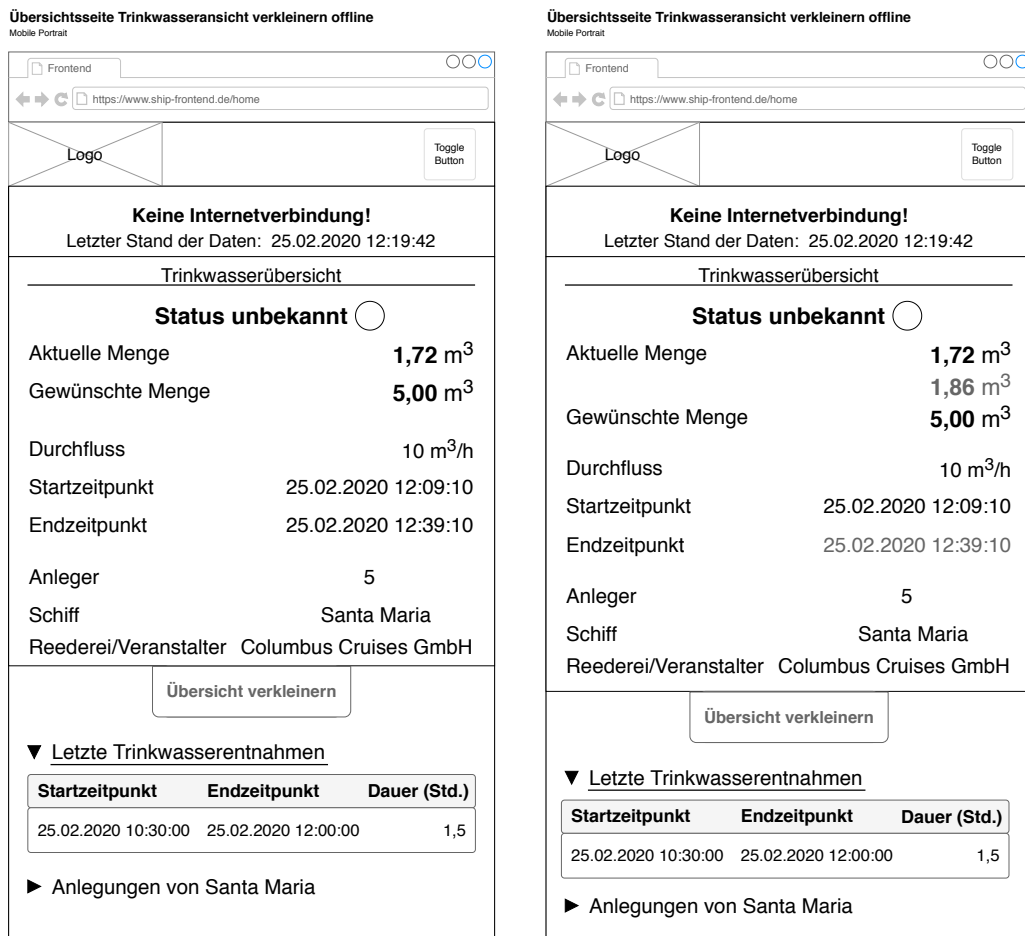 Übersichtsseite Trinkwasseransicht verkleinern offline
Mobile Portrait
Frontend
https://www.ship-frontend.de/home
Logo
Toggle
Button
Keine Internetverbindung!
Letzter Stand der Daten: 25.02.2020 12:19:42
Trinkwasserübersicht
Status unbekannt
Aktuelle Menge 1,72 m³
Gewünschte Menge 5,00 m³
Durchfluss 10 m³/h
Startzeitpunkt 25.02.2020 12:09:10
Endzeitpunkt 25.02.2020 12:39:10
Anleger 5
Schiff Santa Maria
Reederei/Veranstalter Columbus Cruises GmbH
Übersicht verkleinern
▼ Letzte Trinkwasserentnahmen
Startzeitpunkt Endzeitpunkt Dauer (Std.)
25.02.2020 10:30:00 25.02.2020 12:00:00 1,5
► Anlegungen von Santa Maria
Übersichtsseite Trinkwasseransicht verkleinern offline
Mobile Portrait
Frontend
https://www.ship-frontend.de/home
Logo
Toggle
Button
Keine Internetverbindung!
Letzter Stand der Daten: 25.02.2020 12:19:42
Trinkwasserübersicht
Status unbekannt
Aktuelle Menge 1,72 m³
1,86 m³
Gewünschte Menge 5,00 m³
Durchfluss 10 m³/h
Startzeitpunkt 25.02.2020 12:09:10
Endzeitpunkt 25.02.2020 12:39:10
Anleger 5
Schiff Santa Maria
Reederei/Veranstalter Columbus Cruises GmbH
Übersicht verkleinern
▼ Letzte Trinkwasserentnahmen
Startzeitpunkt Endzeitpunkt Dauer (Std.)
25.02.2020 10:30:00 25.02.2020 12:00:00 1,5
► Anlegungen von Santa Maria